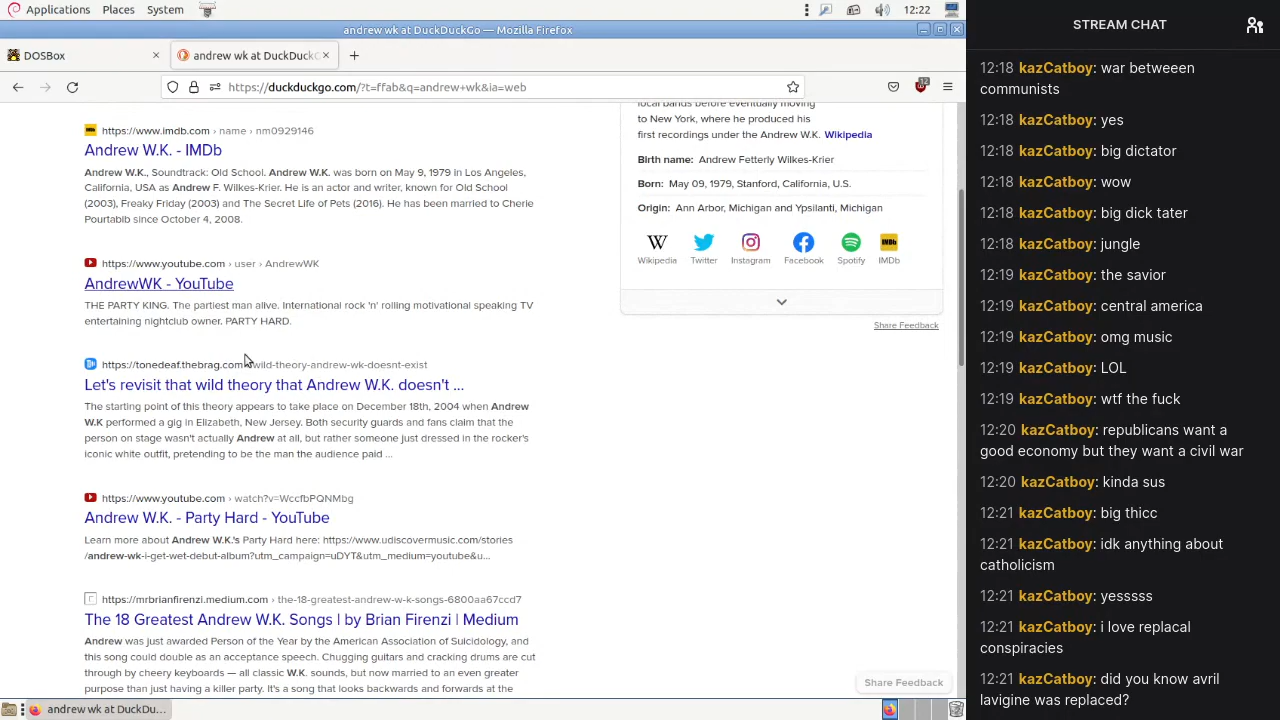 Applications Places System 12:22
andrew wk at DuckDuckGo — Mozilla Firefox
DOSBox
andrew wk at DuckDuckG
https://duckduckgo.com/?t=ffab&q=andrew+wk&ia=web
12
https://www.imdb.com › name › nm0929146
Andrew W.K. - IMDb
Andrew W.K., Soundtrack: Old School. Andrew W.K. was born on May 9, 1979 in Los Angeles,
California, USA as Andrew F. Wilkes-Krier. He is an actor and writer, known for Old School
(2003), Freaky Friday (2003) and The Secret Life of Pets (2016). He has been married to Cherie
Pourtabib since October 4, 2008.
https://www.youtube.com › user › AndrewWK
AndrewWK - YouTube
THE PARTY KING. The partiest man alive. International rock 'n' rolling motivational speaking TV
entertaining nightclub owner. PARTY HARD.
https://tonedeaf.thebrag.com › wild-theory-andrew-wk-doesnt-exist
Let's revisit that wild theory that Andrew W.K. doesn't ...
The starting point of this theory appears to take place on December 18th, 2004 when Andrew
W.K performed a gig in Elizabeth, New Jersey. Both security guards and fans claim that the
person on stage wasn't actually Andrew at all, but rather someone just dressed in the rocker's
iconic white outfit, pretending to be the man the audience paid ...
https://www.youtube.com › watch?v=WccfbPQNMbg
Andrew W.K. - Party Hard - YouTube
Learn more about Andrew W.K.'s Party Hard here: https://www.udiscovermusic.com/stories
/andrew-wk-i-get-wet-debut-album?utm_campaign=uDYT&utm_medium=youtube&u...
https://mrbrianfirenzi.medium.com › the-18-greatest-andrew-w-k-songs-6800aa67ccd7
The 18 Greatest Andrew W.K. Songs | by Brian Firenzi | Medium
Andrew was just awarded Person of the Year by the American Association of Suicidology, and
this song could double as an acceptance speech. Chugging guitars and cracking drums are cut
through by cheery keyboards — all classic W.K. sounds, but now married to an even greater
purpose than just having a killer party. It's a song that looks backwards and forwards at the
local bands before eventually moving
to New York, where he produced his
first recordings under the Andrew W.K. Wikipedia
Birth name: Andrew Fetterly Wilkes-Krier
Born: May 09, 1979, Stanford, California, U.S.
Origin: Ann Arbor, Michigan and Ypsilanti, Michigan
W
IMDb
Wikipedia Twitter Instagram Facebook Spotify IMDb
Share Feedback
Share Feedback
andrew wk at DuckDu...
STREAM CHAT
12:18 kazCatboy: war betweeen
communists
12:18 kazCatboy: yes
12:18 kazCatboy: big dictator
12:18 kazCatboy: wow
12:18 kazCatboy: big dick tater
12:18 kazCatboy: jungle
12:19 kazCatboy: the savior
12:19 kazCatboy: central america
12:19 kazCatboy: omg music
12:19 kazCatboy: LOL
12:19 kazCatboy: wtf the fuck
12:20 kazCatboy: republicans want a
good economy but they want a civil war
12:20 kazCatboy: kinda sus
12:21 kazCatboy: big thicc
12:21 kazCatboy: idk anything about
catholicism
12:21 kazCatboy: yesssss
12:21 kazCatboy: i love replacal
conspiracies
12:21 kazCatboy: did you know avril
lavigine was replaced?